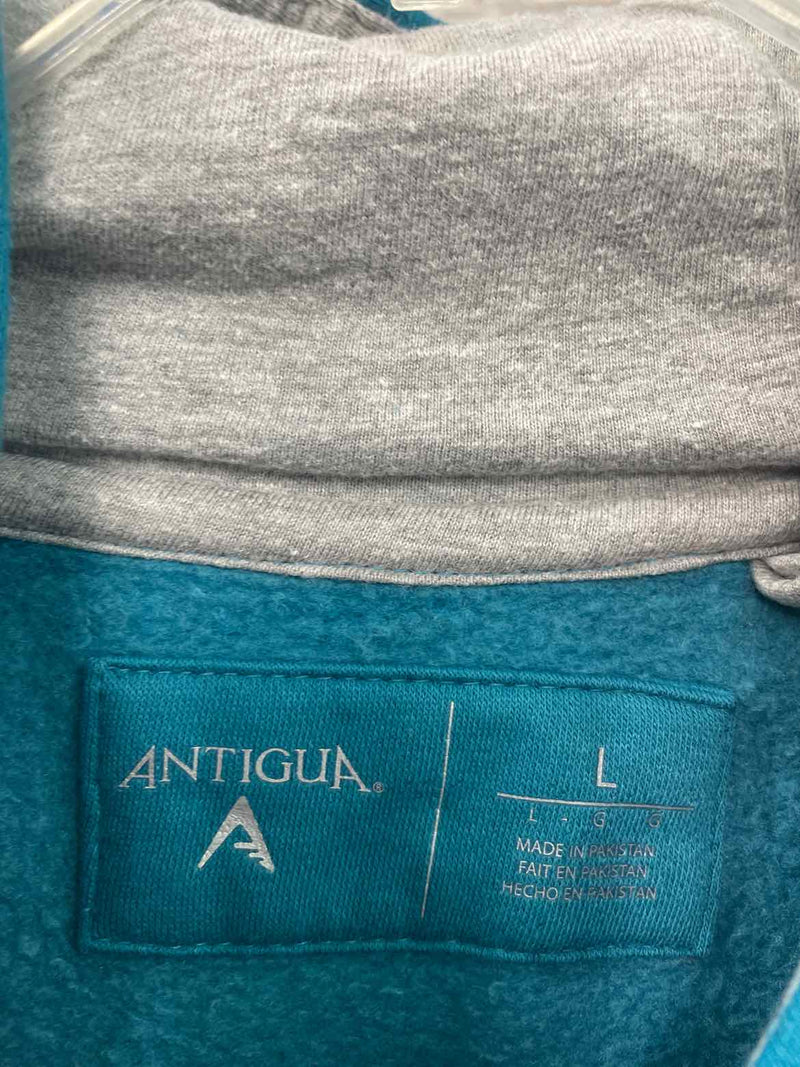 ANTIGUA®
L
L - G G
MADE IN PAKISTAN
FAIT EN PAKISTAN
HECHO EN PAKISTAN